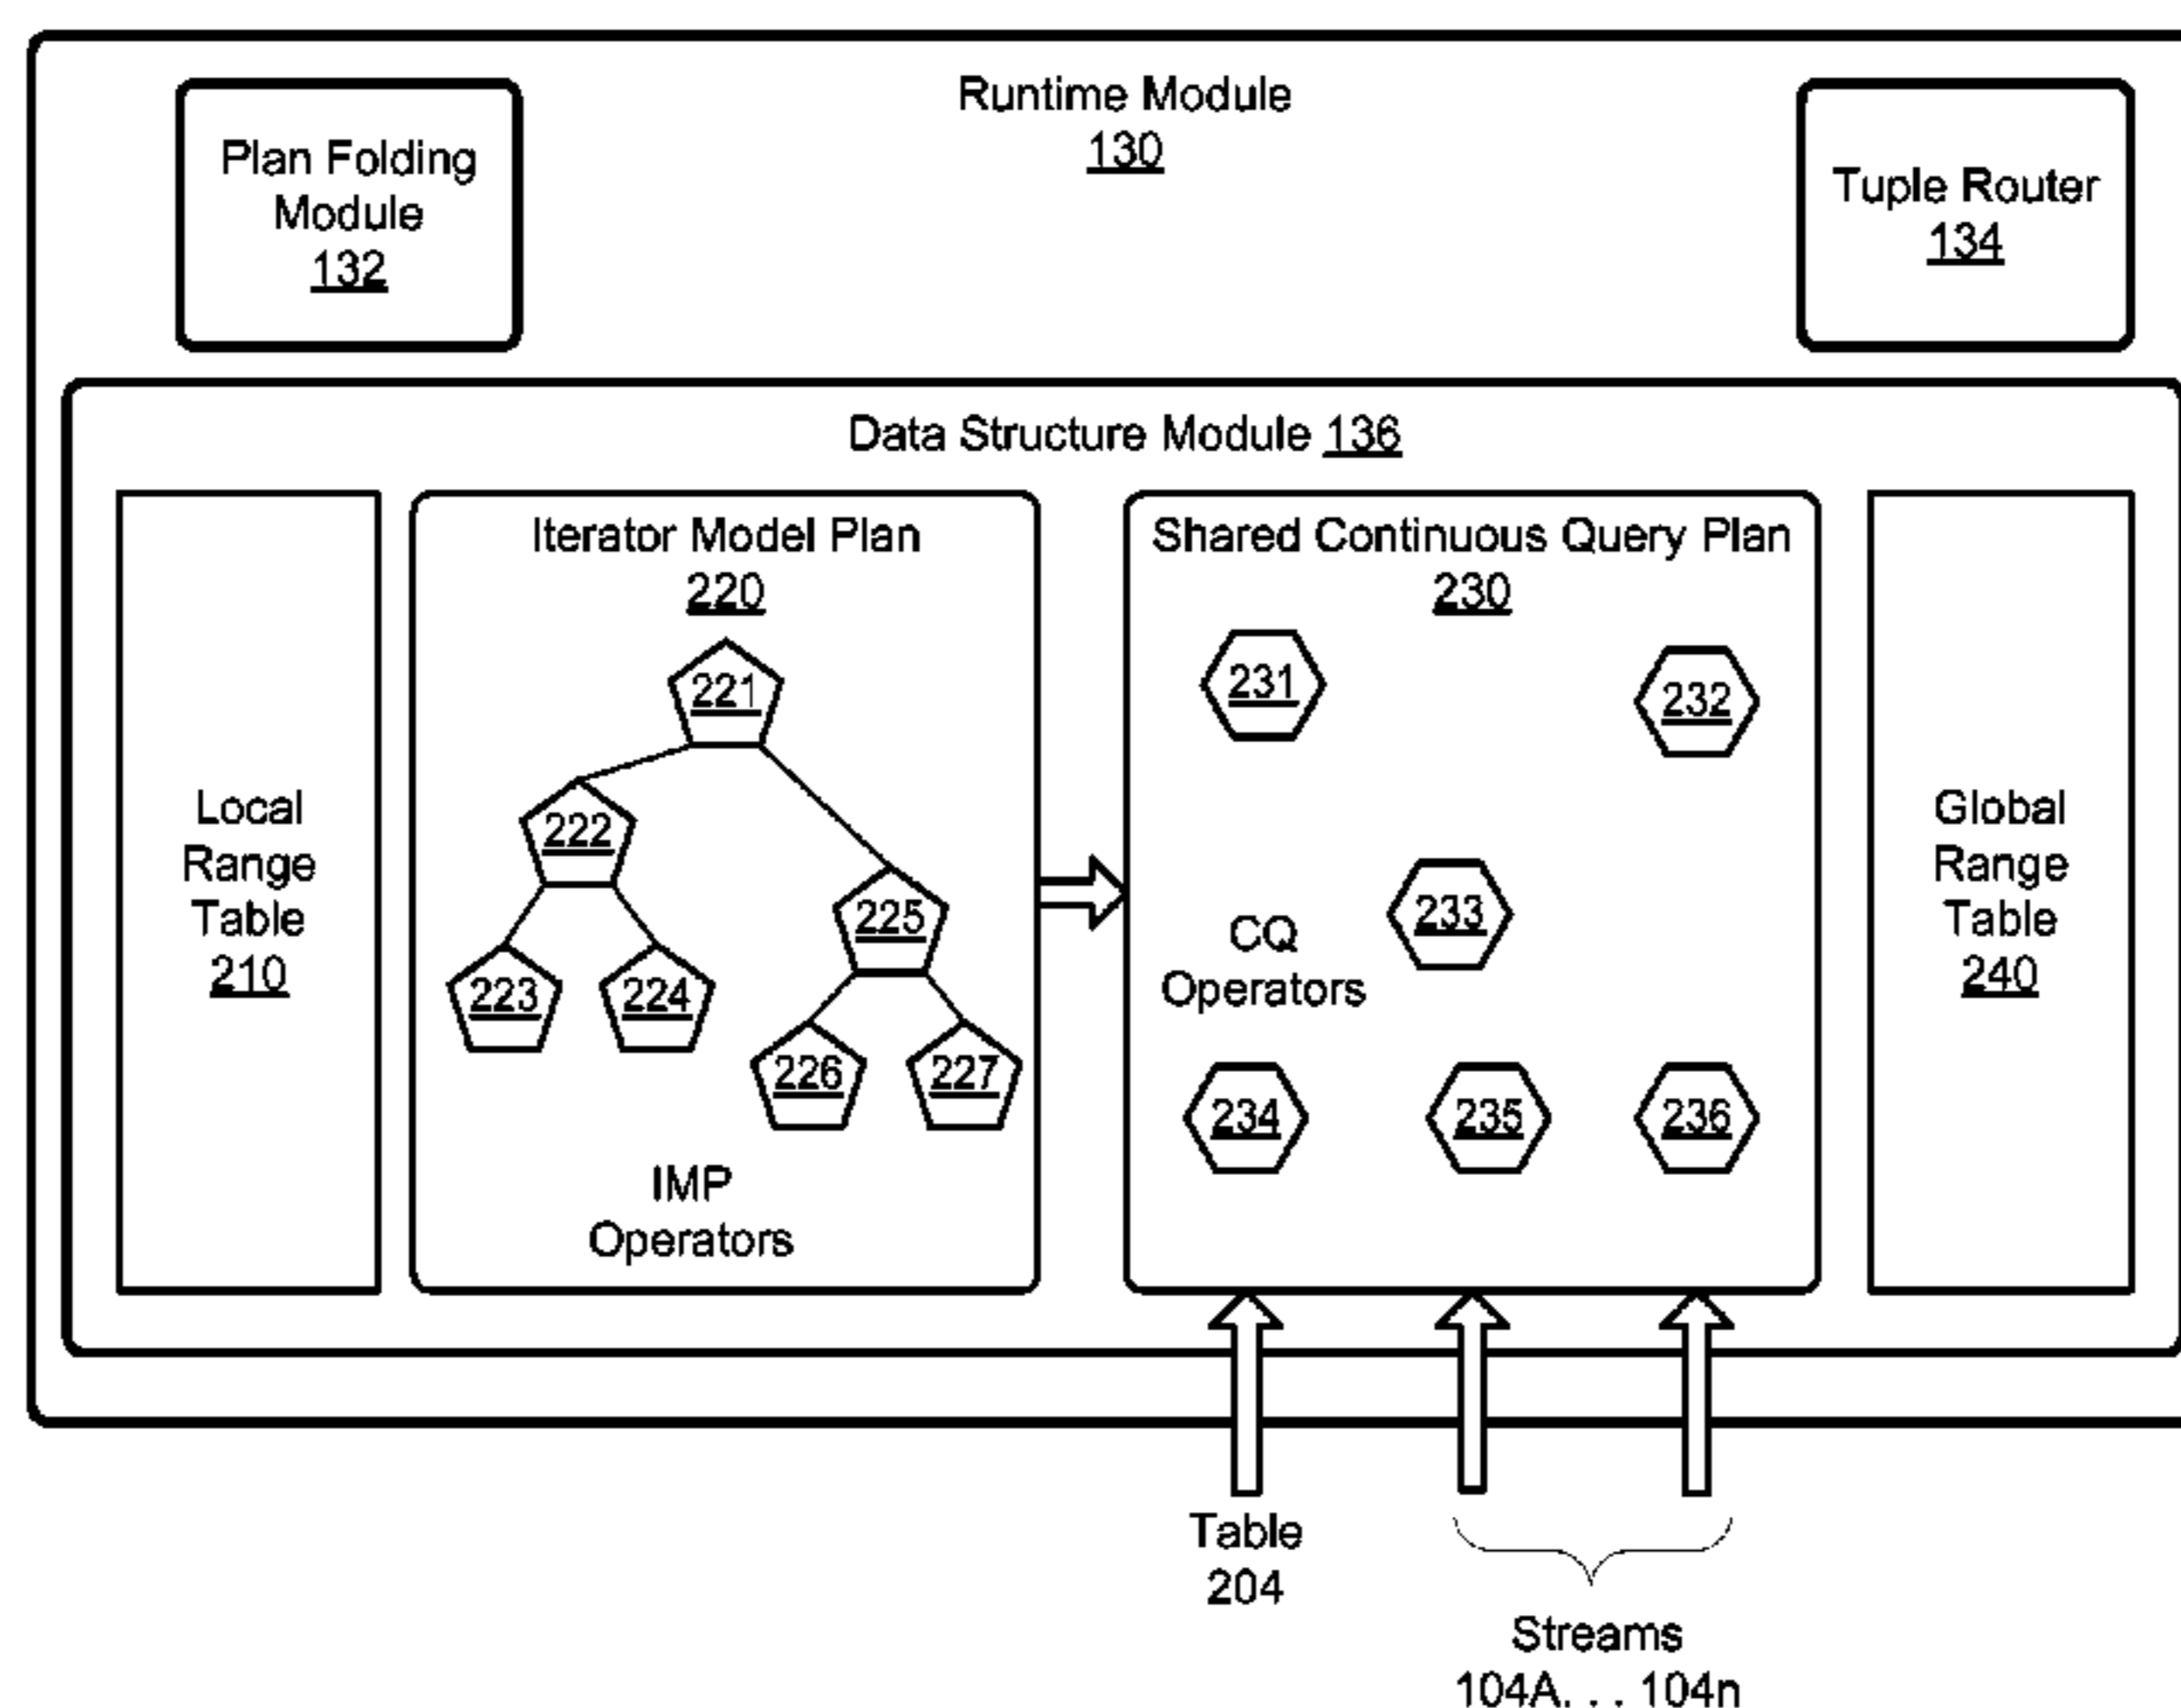 Runtime Module
130
Plan Folding
Module
132
Tuple Router
134
Data Structure Module 136
Local
Range
Table
210
Iterator Model Plan
220
221
222
225
223
224
226
227
IMP
Operators
Shared Continuous Query Plan
230
231
232
233
CQ
Operators
234
235
236
Global
Range
Table
240
Table
204
Streams
104A. . . 104n